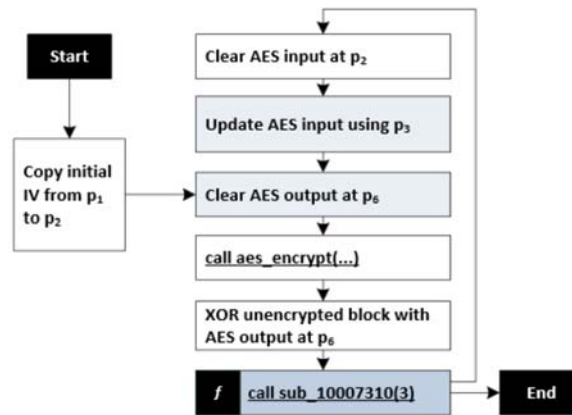 Start
Copy initial
IV from p₁
to p₂
Clear AES input at p₂
Update AES input using p₃
Clear AES output at p₆
call aes_encrypt(...)
XOR unencrypted block with
AES output at p₆
f call sub_10007310(3)
End